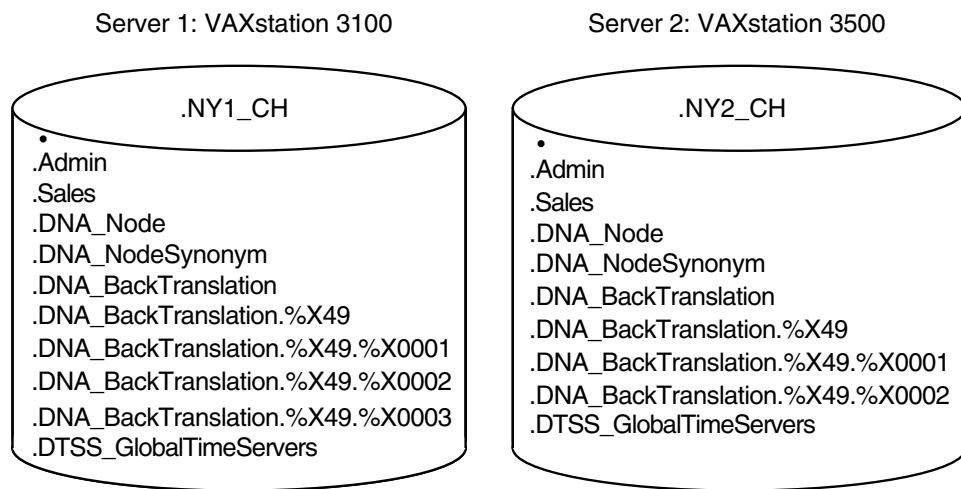 Server 1: VAXstation 3100
.NY1_CH
.
.Admin
.Sales
.DNA_Node
.DNA_NodeSynonym
.DNA_BackTranslation
.DNA_BackTranslation.%X49
.DNA_BackTranslation.%X49.%X0001
.DNA_BackTranslation.%X49.%X0002
.DNA_BackTranslation.%X49.%X0003
.DTSS_GlobalTimeServers
Server 2: VAXstation 3500
.NY2_CH
.
.Admin
.Sales
.DNA_Node
.DNA_NodeSynonym
.DNA_BackTranslation
.DNA_BackTranslation.%X49
.DNA_BackTranslation.%X49.%X0001
.DNA_BackTranslation.%X49.%X0002
.DTSS_GlobalTimeServers